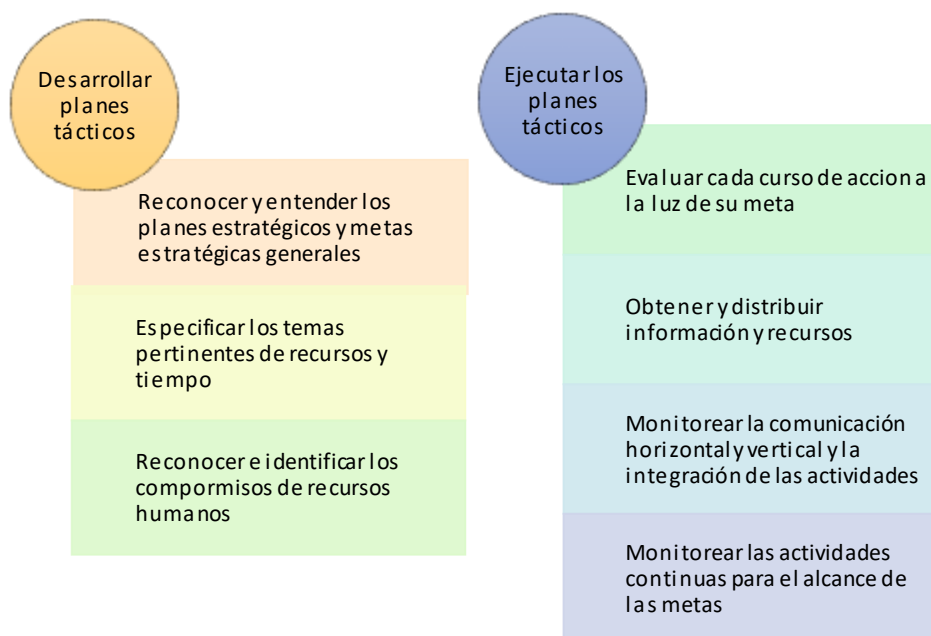 Desarrollar
planes
tácticos
Reconocer y entender los
planes estratégicos y metas
estratégicas generales
Especificar los temas
pertinentes de recursos y
tiempo
Reconocer e identificar los
compormisos de recursos
humanos
Ejecutar los
planes
tácticos
Evaluar cada curso de accion a
la luz de su meta
Obtener y distribuir
información y recursos
Monitorear la comunicación
horizontal y vertical y la
integración de las actividades
Monitorear las actividades
continuas para el alcance de
las metas